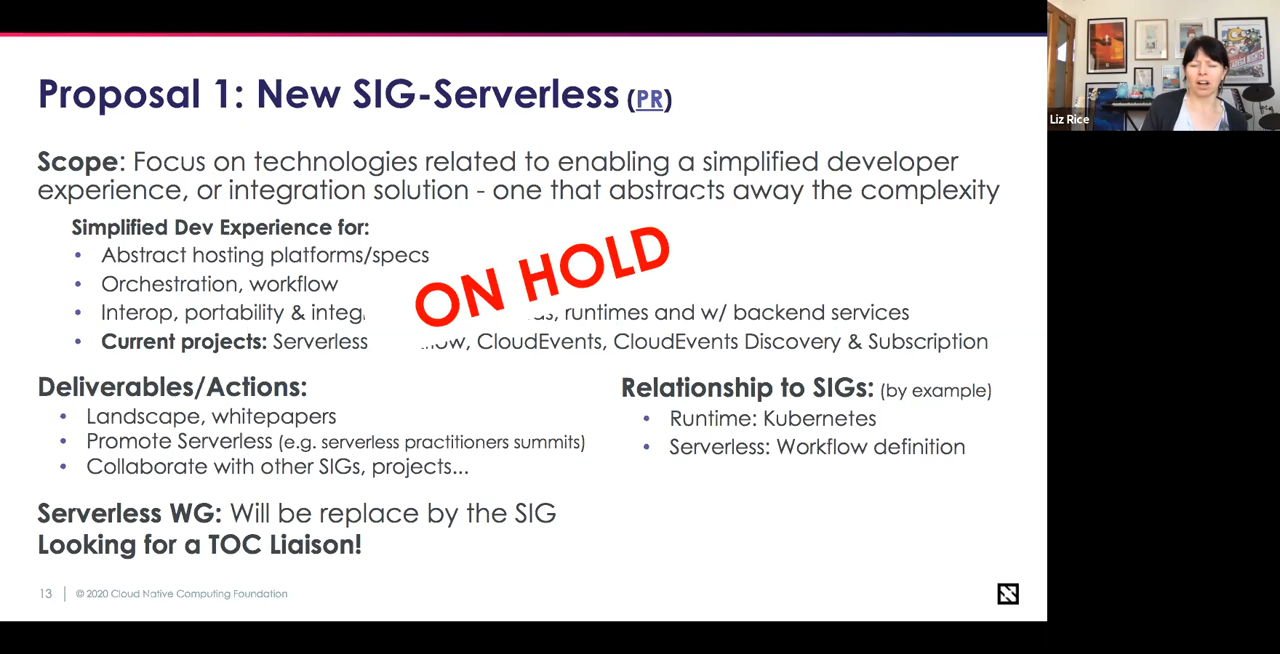 Proposal 1: New SIG-Serverless (PR)
Liz Rice
Scope: Focus on technologies related to enabling a simplified developer
experience, or integration solution - one that abstracts away the complexity
Simplified Dev Experience for:
• Abstract hosting platforms/specs
• Orchestration, workflow
ON HOLD
• Interop, portability & runtimes and w/ backend services
• Current projects: Serverless CloudEvents, CloudEvents Discovery & Subscription
Deliverables/Actions:
• Landscape, whitepapers
• Promote Serverless (e.g. serverless practitioners summits)
• Collaborate with other SIGs, projects...
Relationship to SIGs: (by example)
• Runtime: Kubernetes
• Serverless: Workflow definition
Serverless WG: Will be replace by the SIG
Looking for a TOC Liaison!
13 | © 2020 Cloud Native Computing Foundation